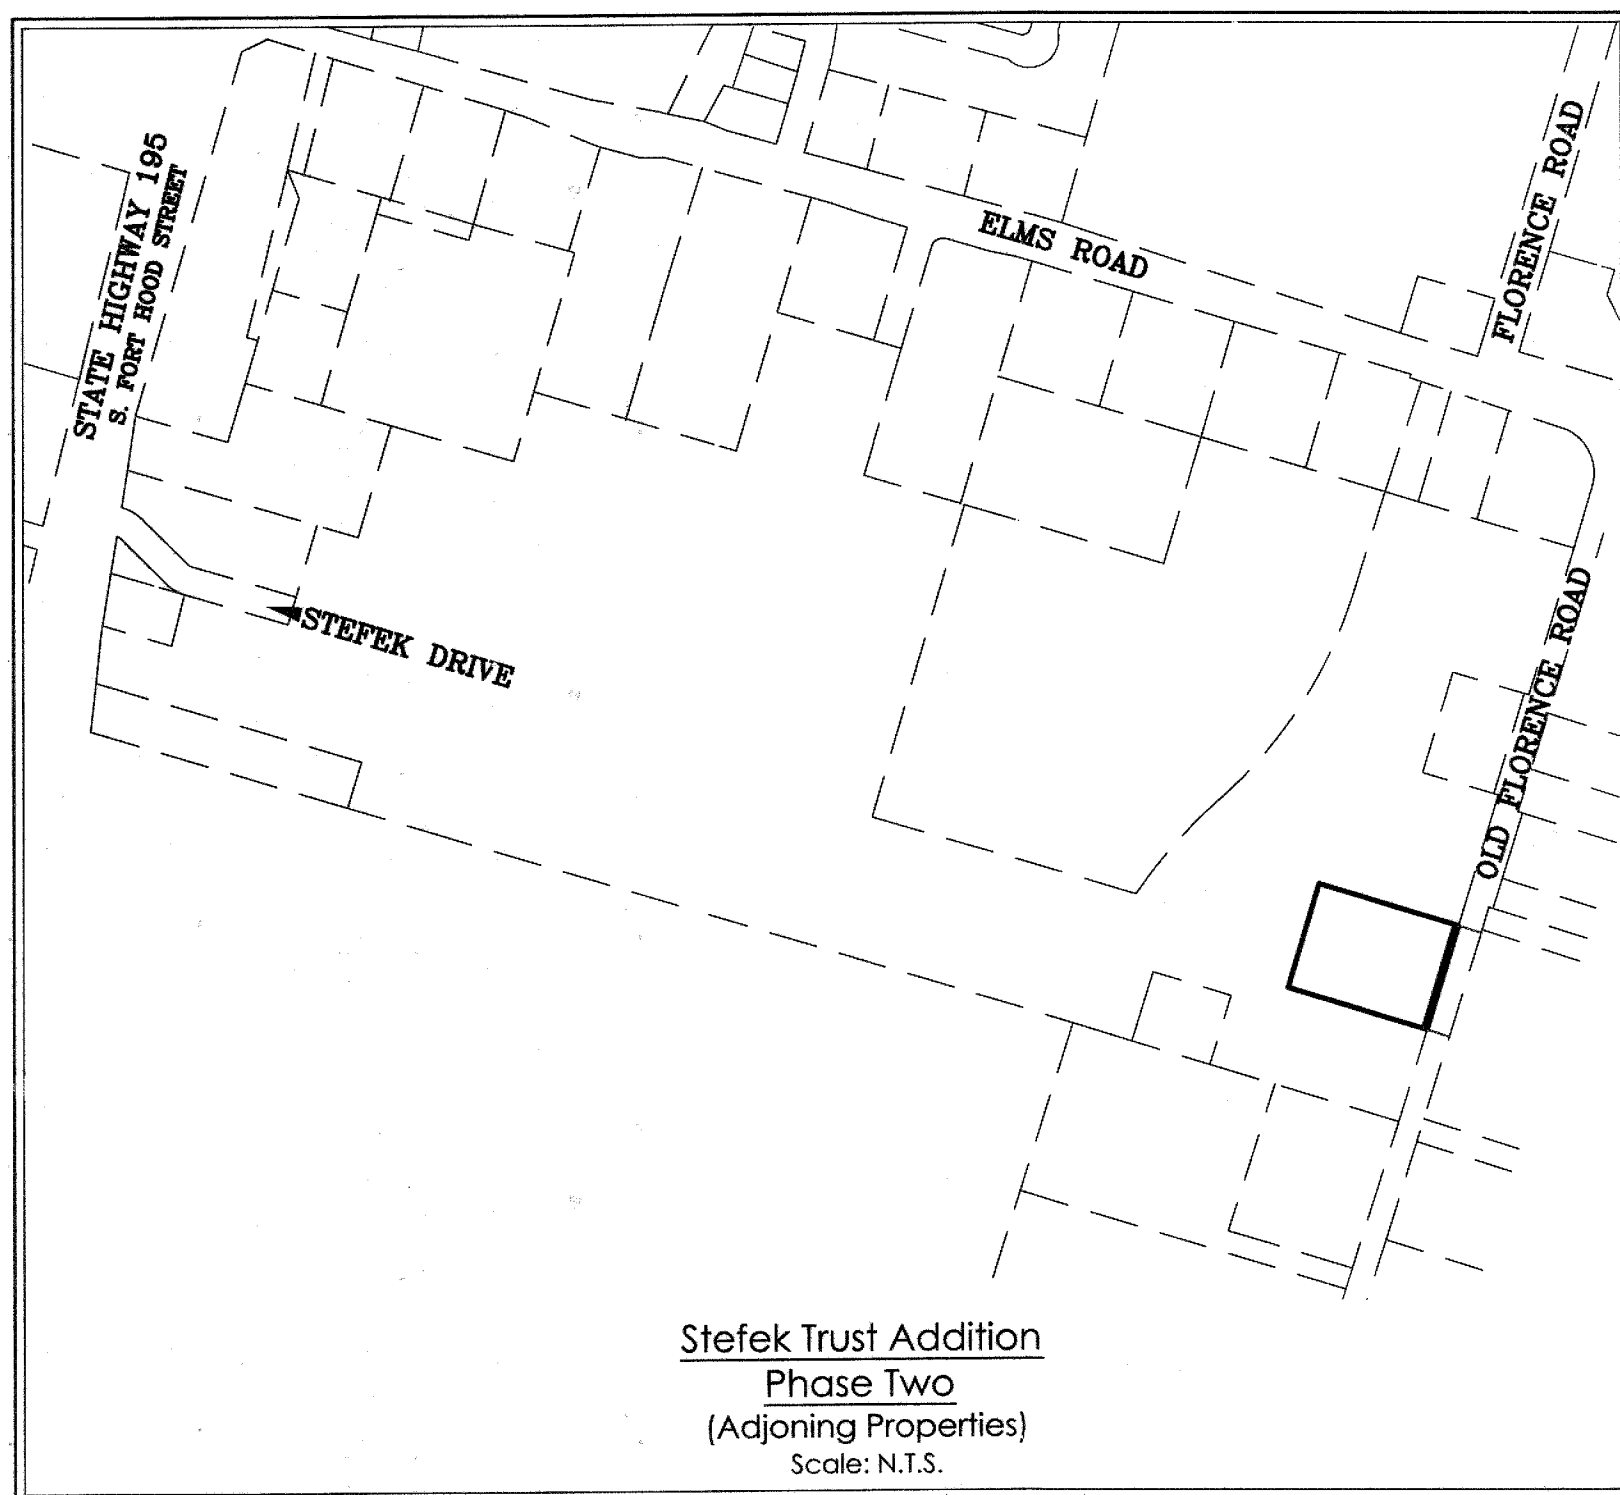 STATE HIGHWAY 195
S. FORT HOOD STREET
ELMS ROAD
FLORENCE ROAD
STEFEK DRIVE
OLD FLORENCE ROAD
Stefek Trust Addition
Phase Two
(Adjoning Properties)
Scale: N.T.S.